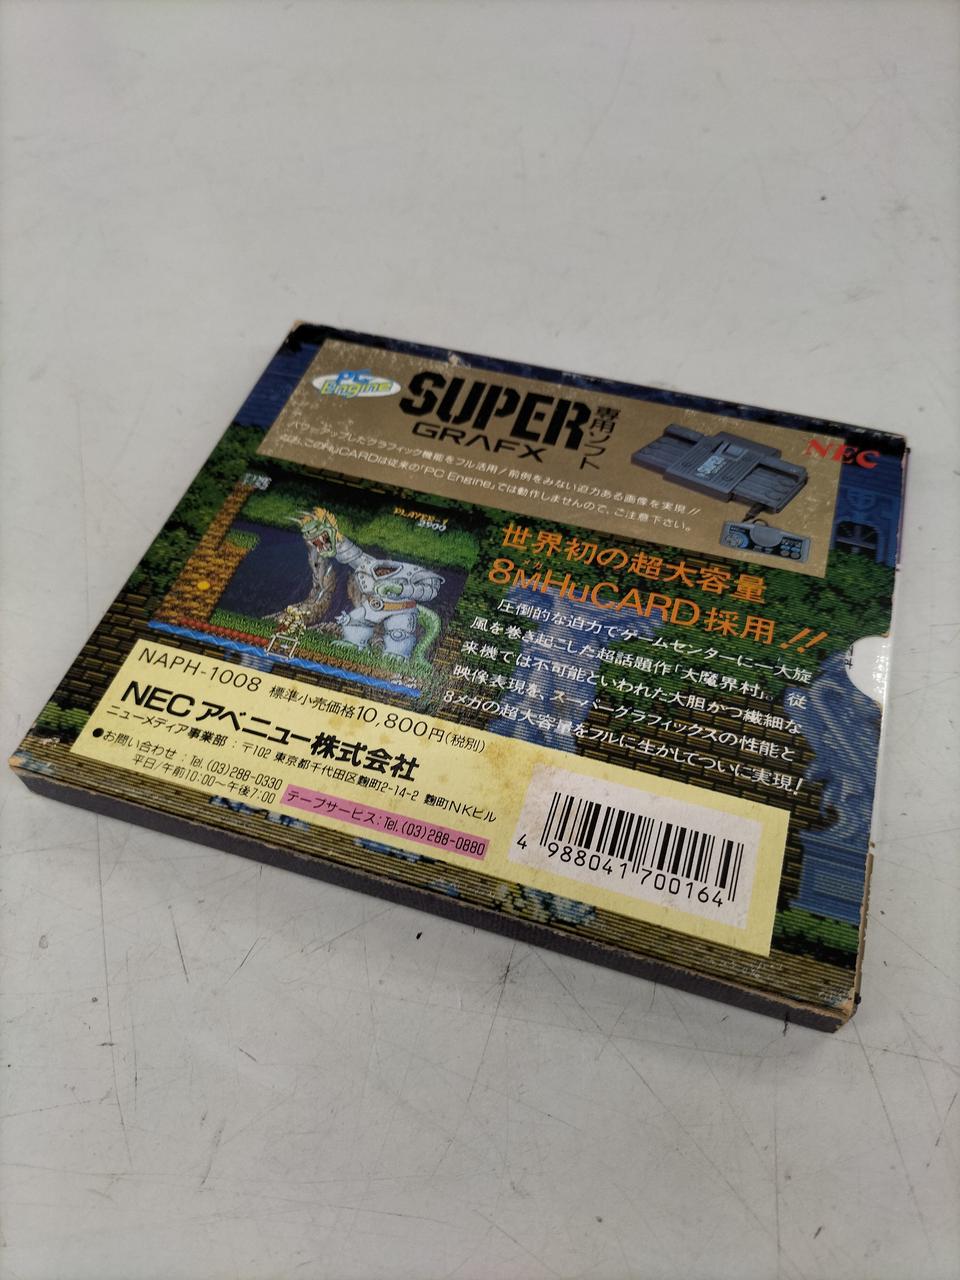 PC Engine
SUPER
GRAFX
専用ソフト
NEC
パワーアップしたグラフィック機能をフル活用!前例をみない迫力ある画像を実現!!
なお、このHuCARDは従来の「PC Engine」では動作しませんので、ご注意下さい。
PLAYER-1
3900
世界初の超大容量
メガ
8MHuCARD採用!!
圧倒的な迫力でゲームセンターに一大旋
風を巻き起こした超話題作「大魔界村」。従
来機では不可能といわれた大胆かつ繊細な
映像表現を、スーパーグラフィックスの性能と
8メガの超大容量をフルに生かしてついに実現!
NAPH-1008 標準小売価格10,800円(税別)
NECアベニュー株式会社
ニューメディア事業部:〒102 東京都千代田区麹町2-14-2 麹町NKビル
●お問い合わせ:Tel.(03)288-0330
平日/午前10:00〜午後7:00
テープサービス:Tel.(03)288-0880
4 988041 700164